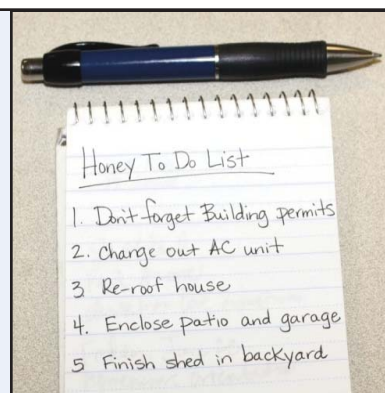 Honey To Do List
1. Don't forget Building permits
2. Change out AC unit
3 Re-roof house
4. Enclose patio and garage
5 Finish shed in backyard